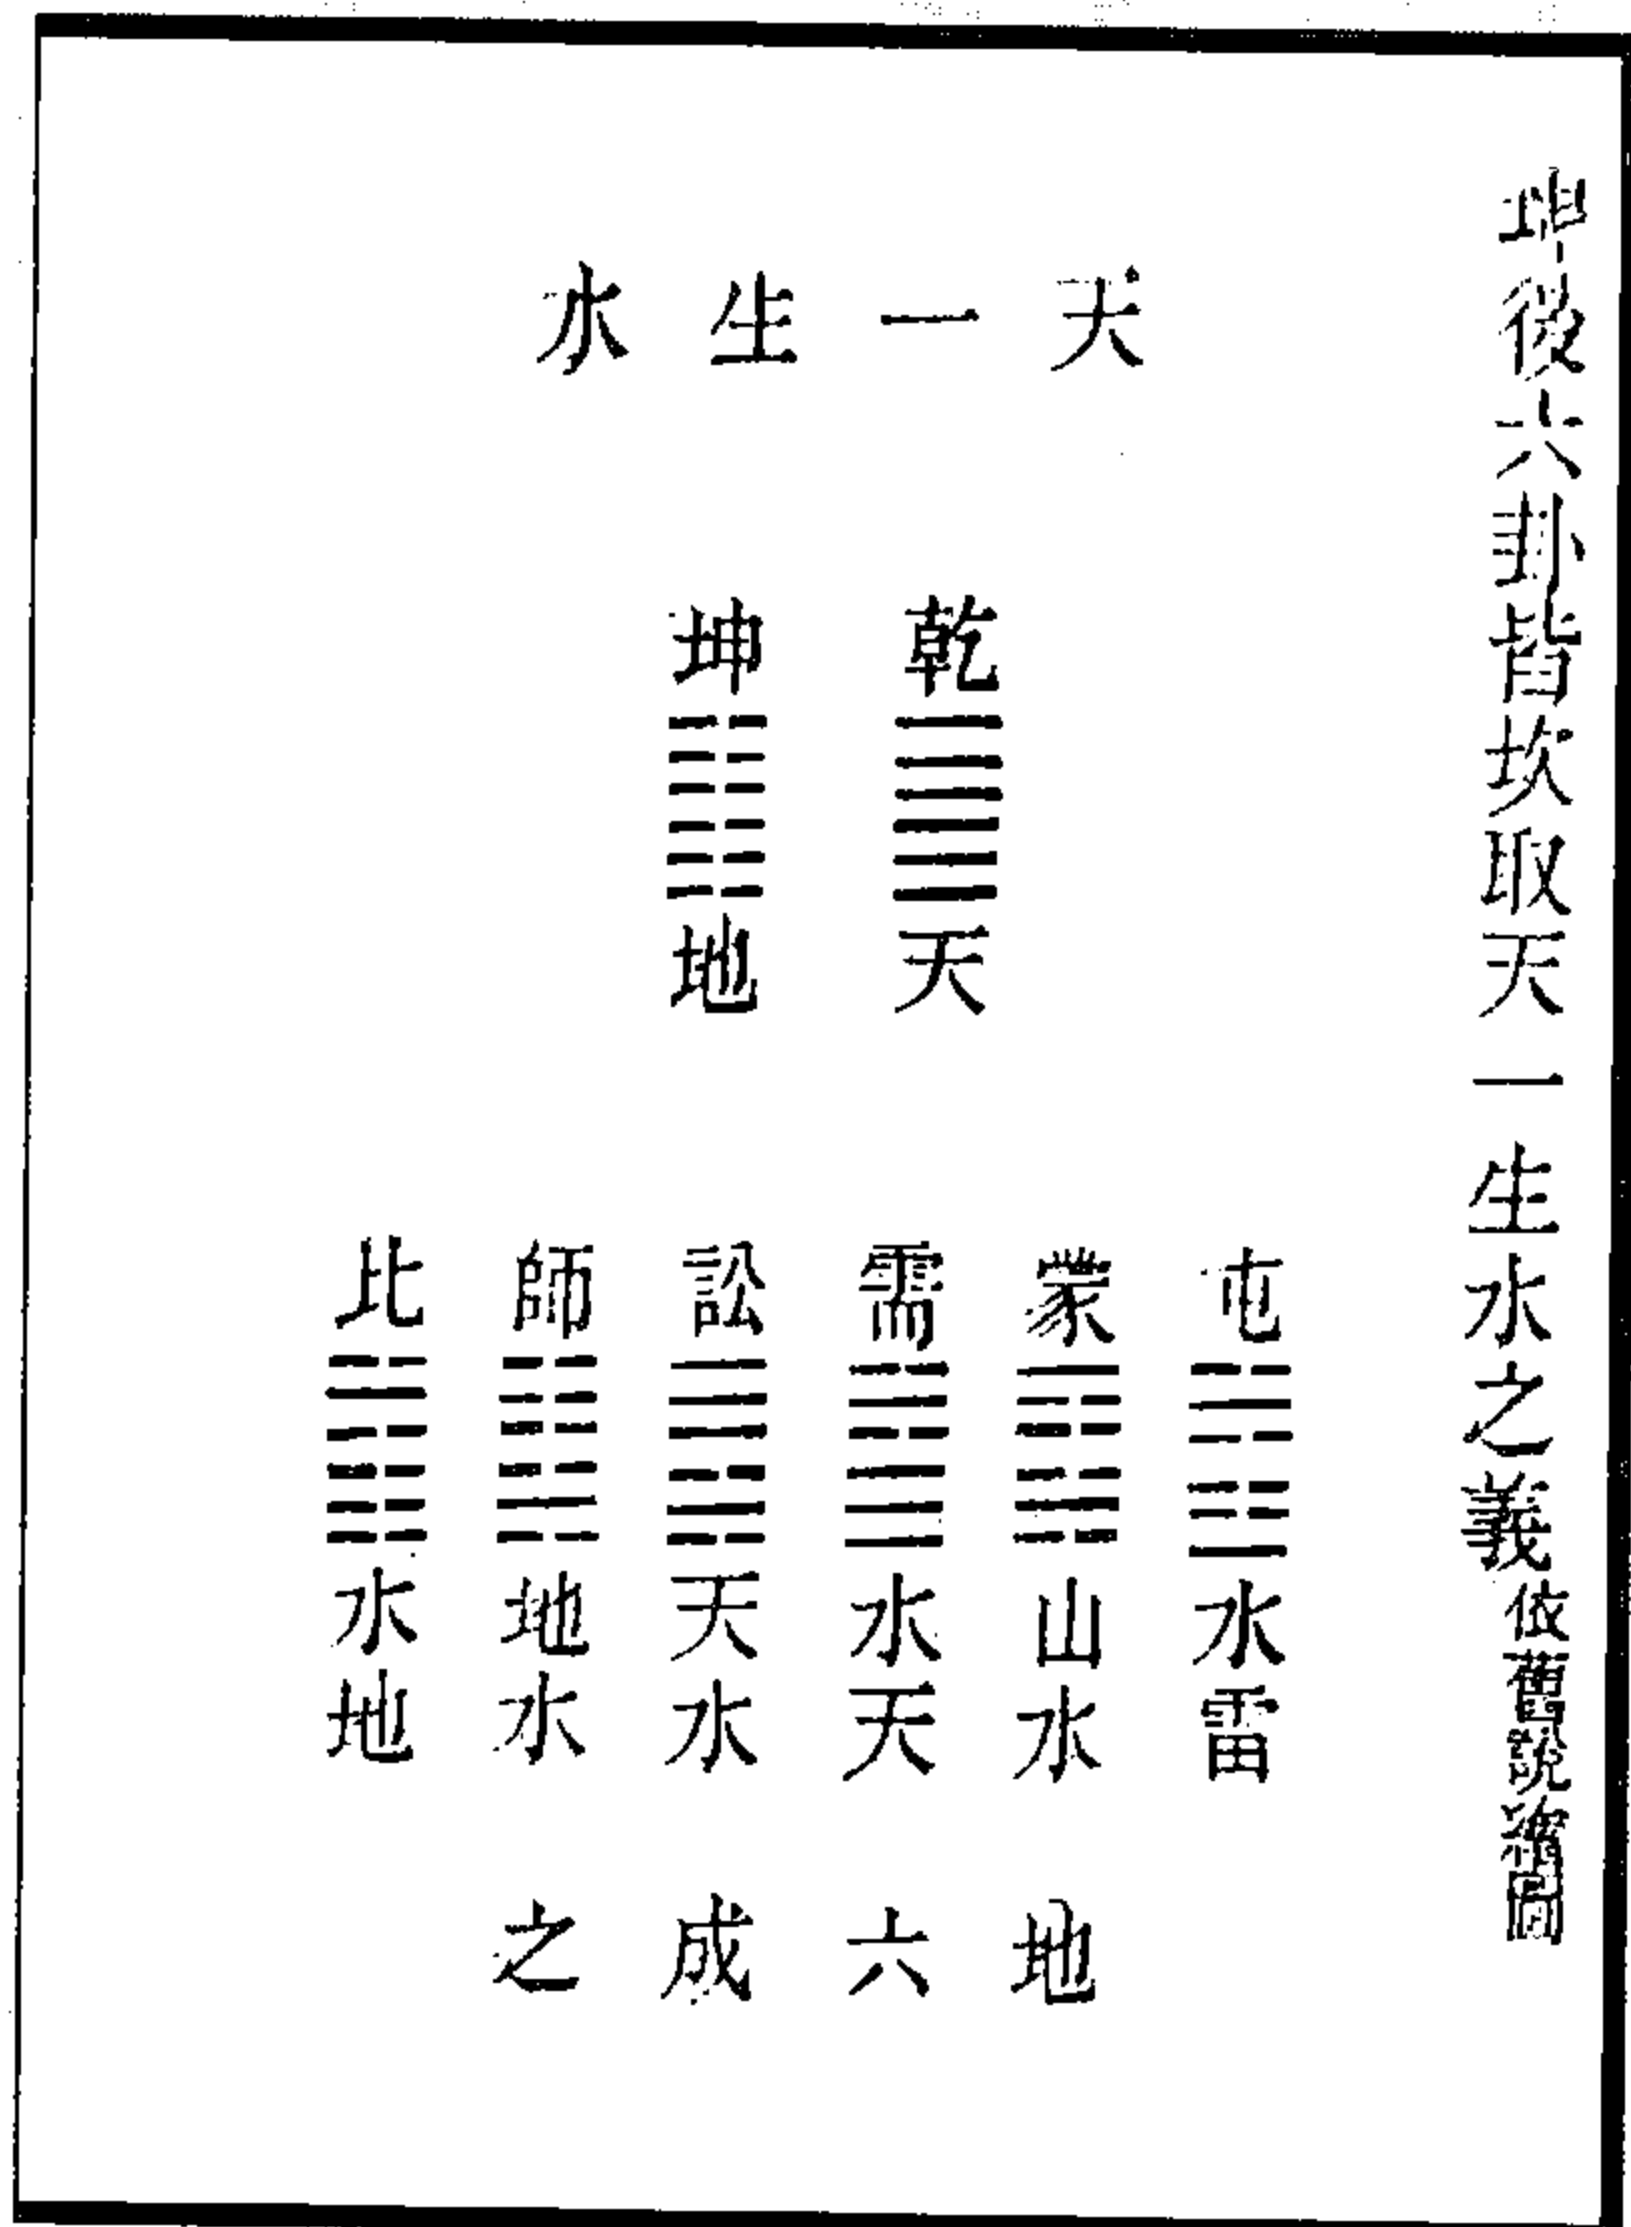 坤後六卦皆坎取天一生水之義依舊說濟圖
天一生水
乾 坤
天 地
屯 蒙 需 訟 師 比
水雷 山水 水天 天水 地水 水地
地六成之